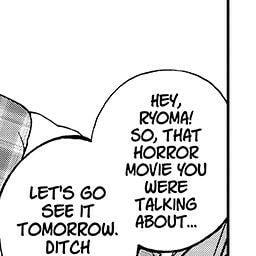 HEY,
RYOMA!
SO, THAT
HORROR
MOVIE YOU
WERE
TALKING
ABOUT...
LET'S GO
SEE IT
TOMORROW.
DITCH